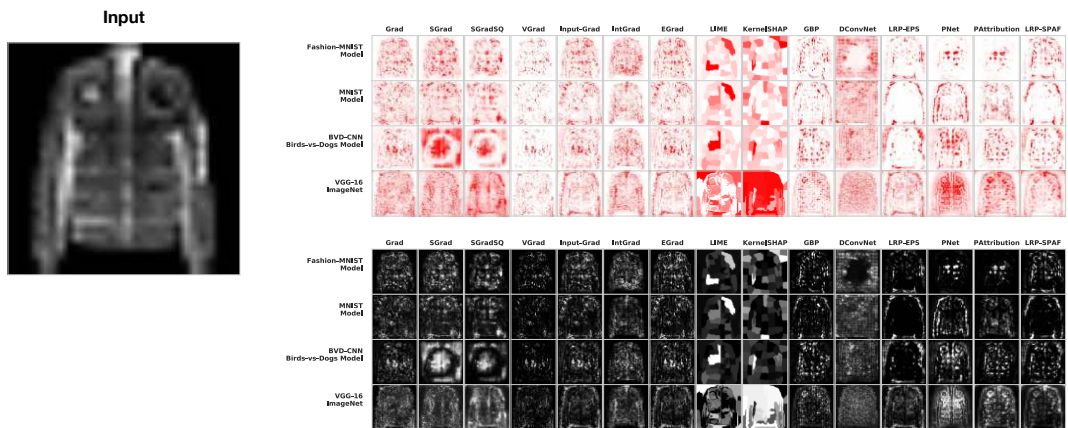 Input
Grad SGrad SGradSQ VGrad Input-Grad IntGrad EGrad LIME KernelSHAP GBP DConvNet LRP-EPS PNet PAttribution LRP-SPAF
Fashion-MNIST
Model
MNIST
Model
BVD-CNN
Birds-vs-Dogs Model
VGG-16
ImageNet
Grad SGrad SGradSQ VGrad Input-Grad IntGrad EGrad LIME KernelSHAP GBP DConvNet LRP-EPS PNet PAttribution LRP-SPAF
Fashion-MNIST
Model
MNIST
Model
BVD-CNN
Birds-vs-Dogs Model
VGG-16
ImageNet